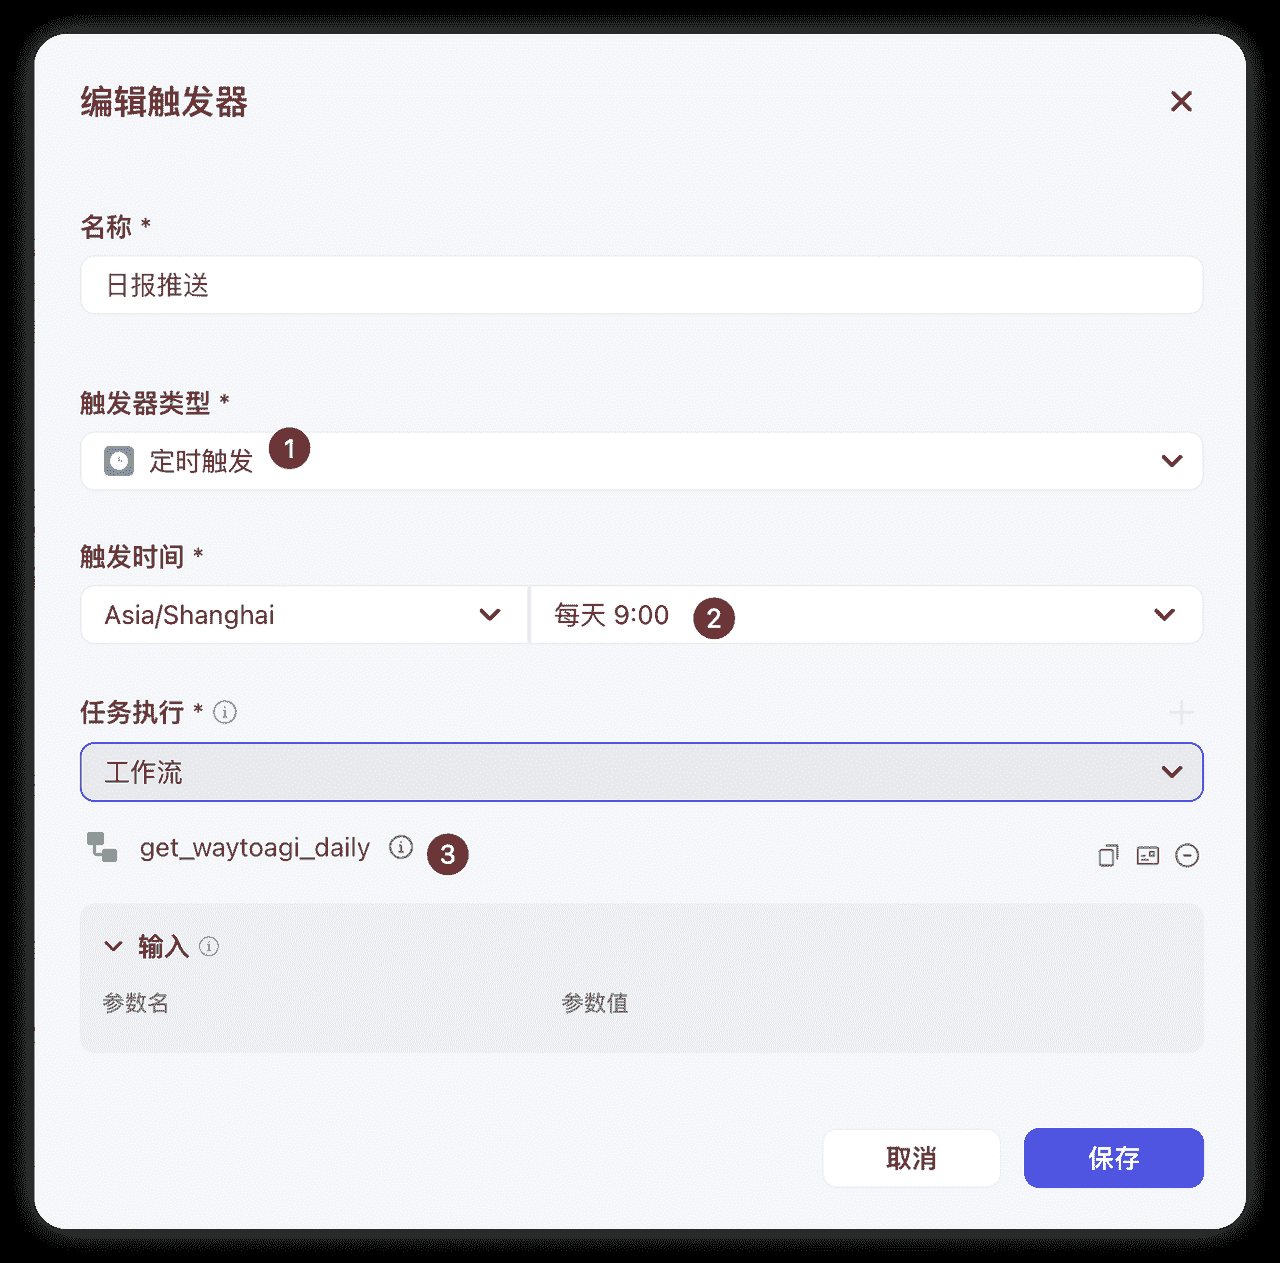 编辑触发器
名称 *
日报推送
触发器类型 *
定时触发 1
触发时间 *
Asia/Shanghai 每天 9:00 2
任务执行 *
工作流
get_waytoagi_daily 3
输入
参数名 参数值
取消 保存